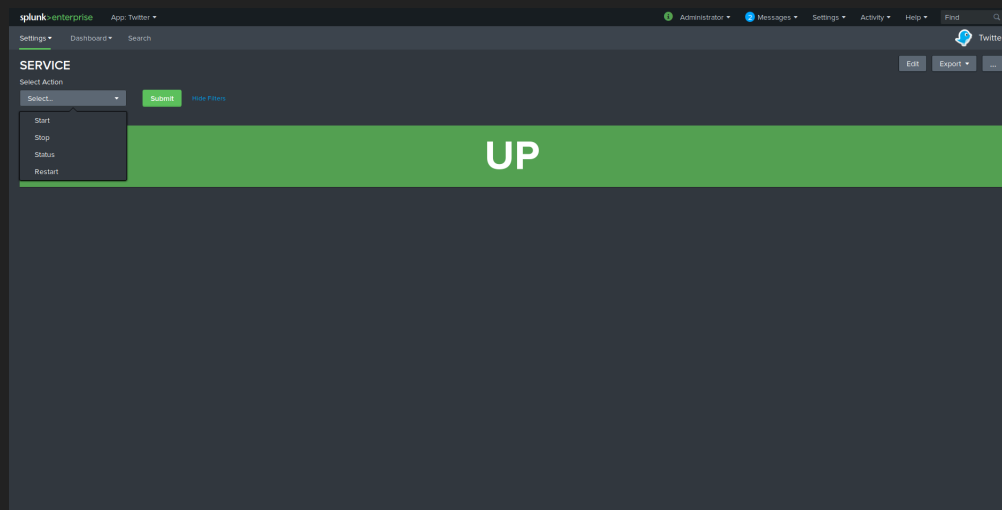 splunk>enterprise App: Twitter i Administrator 2 Messages Settings Activity Help Find
Settings Dashboard Search Twitte
SERVICE Edit Export ...
Select Action
Select... Submit Hide Filters
Start
Stop
Status
Restart
UP